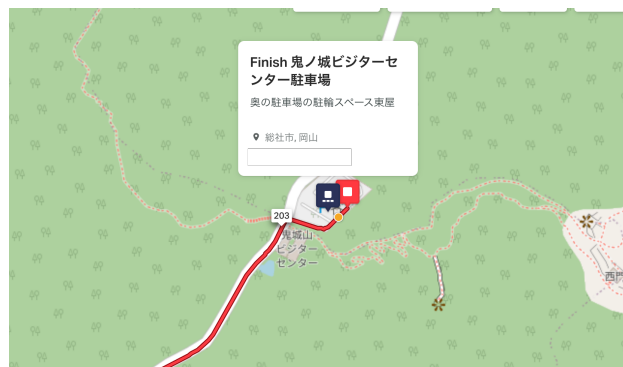 Finish 鬼ノ城ビジターセ
ンター駐車場
奥の駐車場の駐輪スペース東屋
総社市, 岡山
203
鬼城山
ビジター
センター
西門